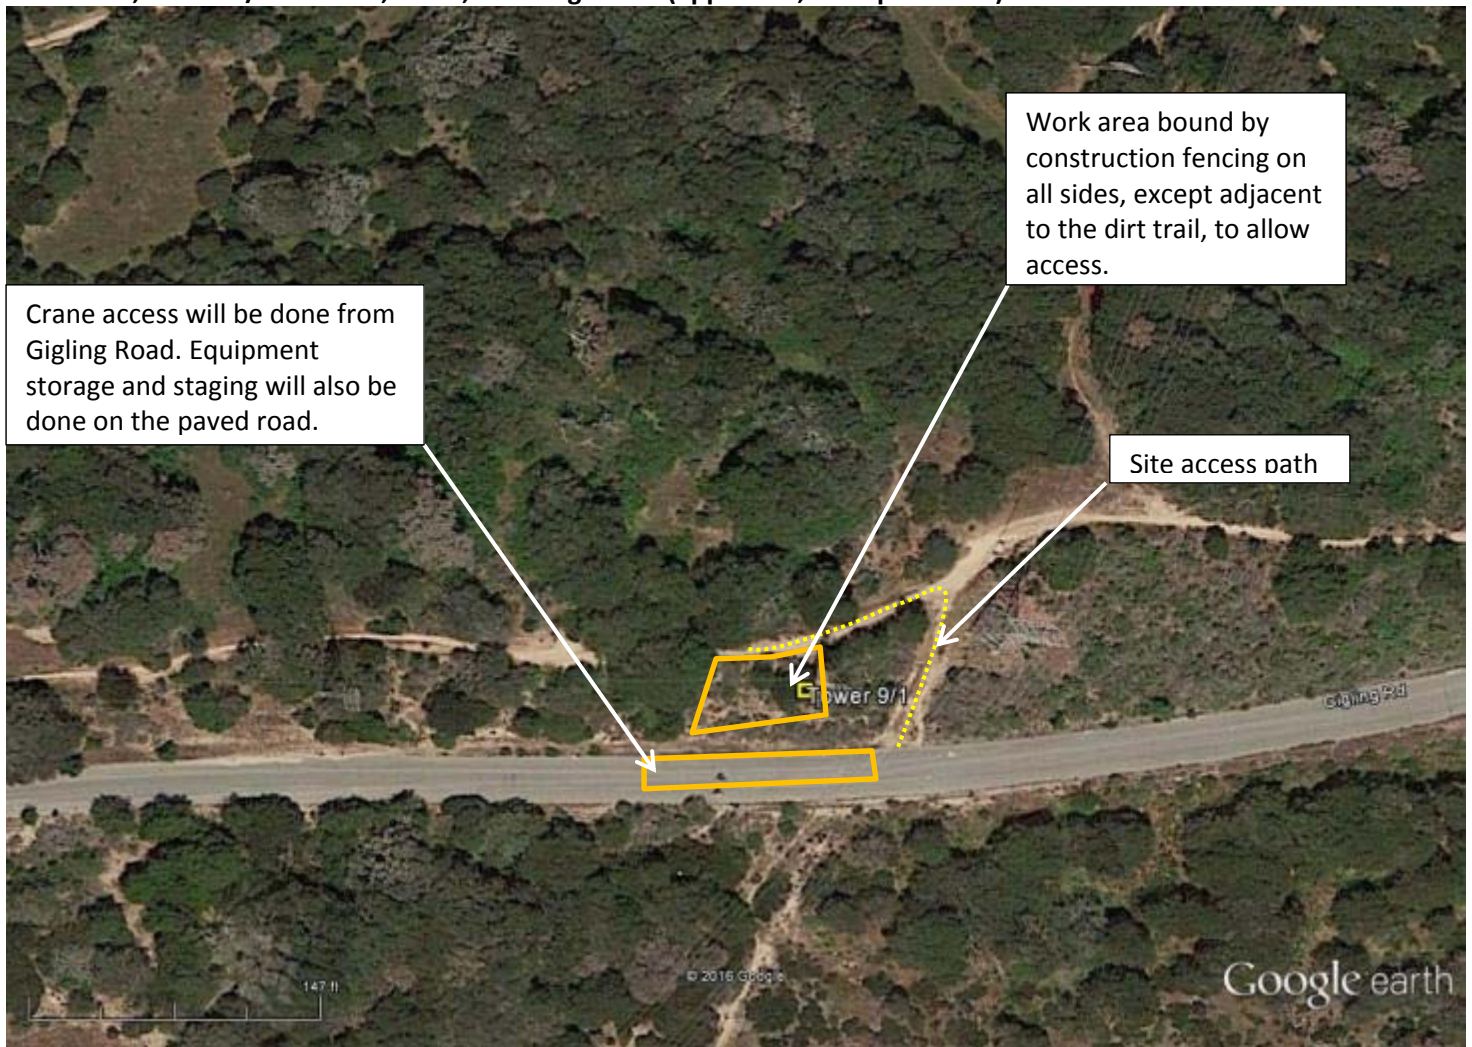 Work area bound by
construction fencing on
all sides, except adjacent
to the dirt trail, to allow
access.
Crane access will be done from
Gigling Road. Equipment
storage and staging will also be
done on the paved road.
Site access path
Tower 9/1
Gigling Rd
© 2016 Google
147 ft
Google earth